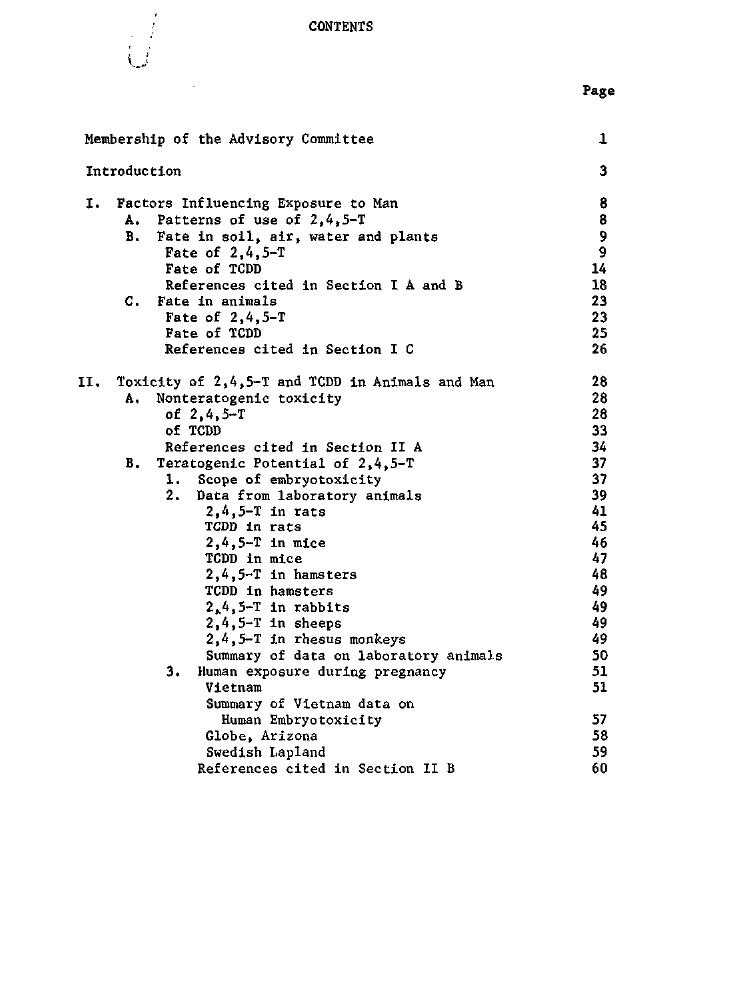 CONTENTS
Page
Membership of the Advisory Committee 1
Introduction 3
I. Factors Influencing Exposure to Man 8
A. Patterns of use of 2,4,5-T 8
B. Fate in soil, air, water and plants 9
Fate of 2,4,5-T 9
Fate of TCDD 14
References cited in Section I A and B 18
C. Fate in animals 23
Fate of 2,4,5-T 23
Fate of TCDD 25
References cited in Section I C 26
II. Toxicity of 2,4,5-T and TCDD in Animals and Man 28
A. Nonteratogenic toxicity 28
of 2,4,5-T 28
of TCDD 33
References cited in Section II A 34
B. Teratogenic Potential of 2,4,5-T 37
1. Scope of embryotoxicity 37
2. Data from laboratory animals 39
2,4,5-T in rats 41
TCDD in rats 45
2,4,5-T in mice 46
TCDD in mice 47
2,4,5-T in hamsters 48
TCDD in hamsters 49
2,4,5-T in rabbits 49
2,4,5-T in sheeps 49
2,4,5-T in rhesus monkeys 49
Summary of data on laboratory animals 50
3. Human exposure during pregnancy 51
Vietnam 51
Summary of Vietnam data on
Human Embryotoxicity 57
Globe, Arizona 58
Swedish Lapland 59
References cited in Section II B 60